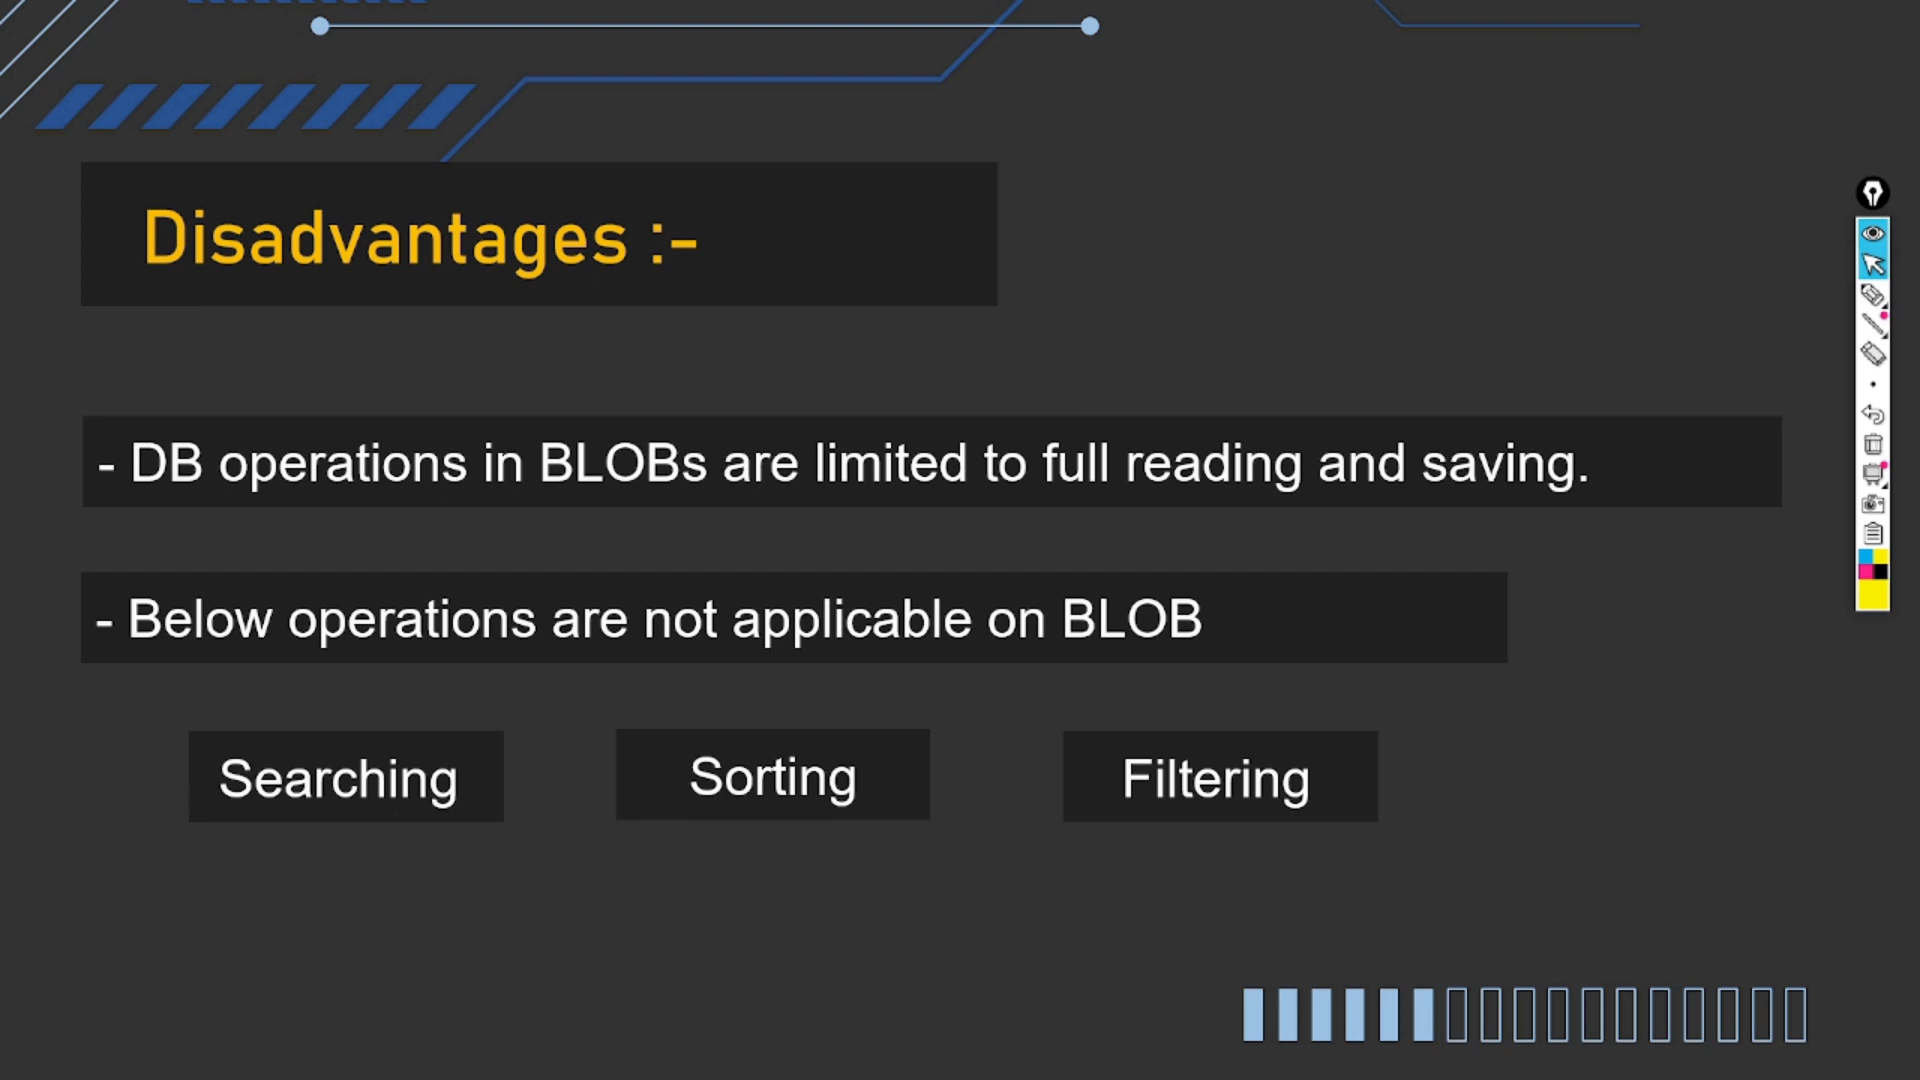 Disadvantages :-
- DB operations in BLOBs are limited to full reading and saving.
- Below operations are not applicable on BLOB
Searching
Sorting
Filtering